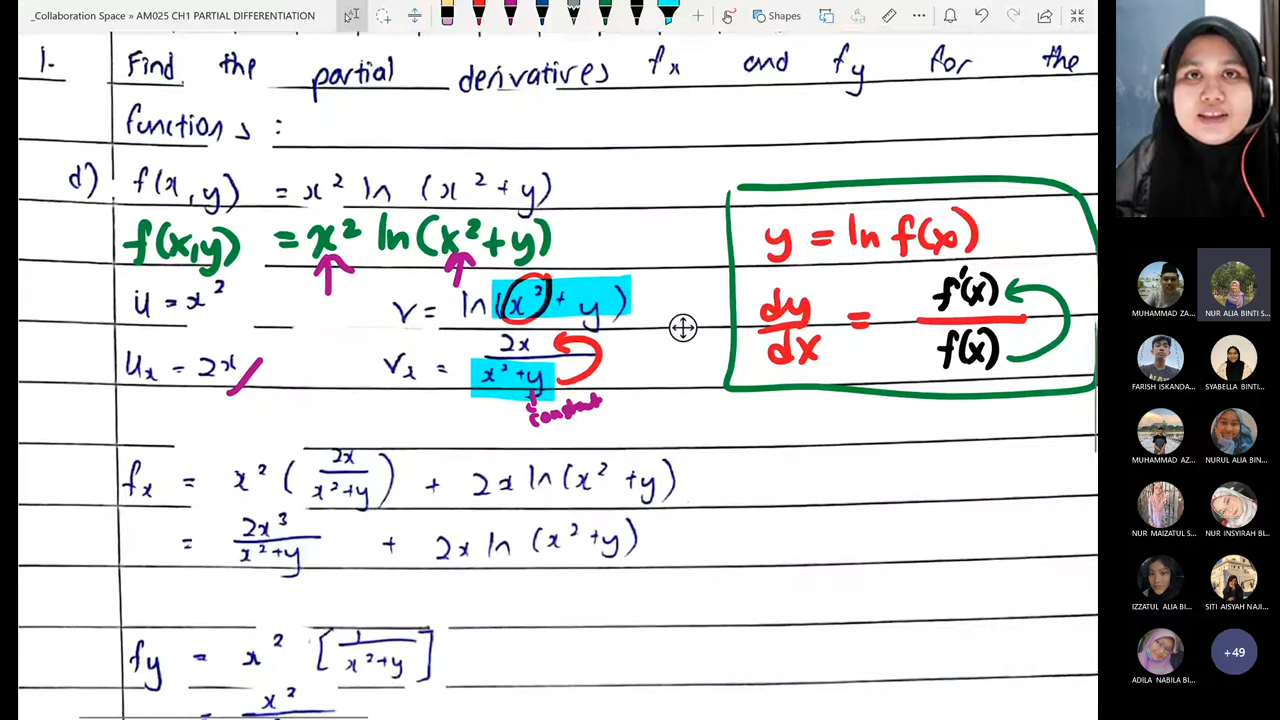 _Collaboration Space » AM025 CH1 PARTIAL DIFFERENTIATION
Shapes
1. Find the partial derivatives fx and fy for the
functions :
d) f(x,y) = x² ln (x² + y)
f(x,y) = x² ln(x²+y)
u = x² v = ln (x² + y)
ux = 2x vx = 2x / x² + y
constant
y = ln f(x)
dy/dx = f'(x) / f(x)
fx = x² ( 2x / x²+y ) + 2x ln(x² + y)
= 2x³ / x²+y + 2x ln (x²+y)
fy = x² [ 1 / x²+y ]
= x²
MUHAMMAD ZA...
NUR ALIA BINTI S...
FARISH ISKANDA...
SYABELLA BINTI...
MUHAMMAD AZ...
NURUL ALIA BIN...
NUR MAIZATUL S...
NUR INSYIRAH BI...
IZZATUL ALIA BI...
SITI AISYAH NAJI...
ADILA NABILA BI...
+49